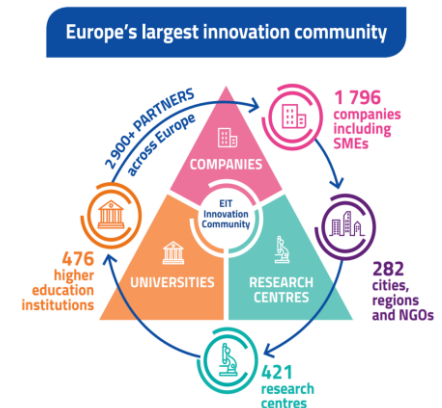 Europe's largest innovation community
2 900+ PARTNERS
across Europe
1 796
companies
including
SMEs
COMPANIES
EIT
Innovation
Community
476
higher
education
institutions
UNIVERSITIES
RESEARCH
CENTRES
282
cities,
regions
and NGOs
421
research
centres